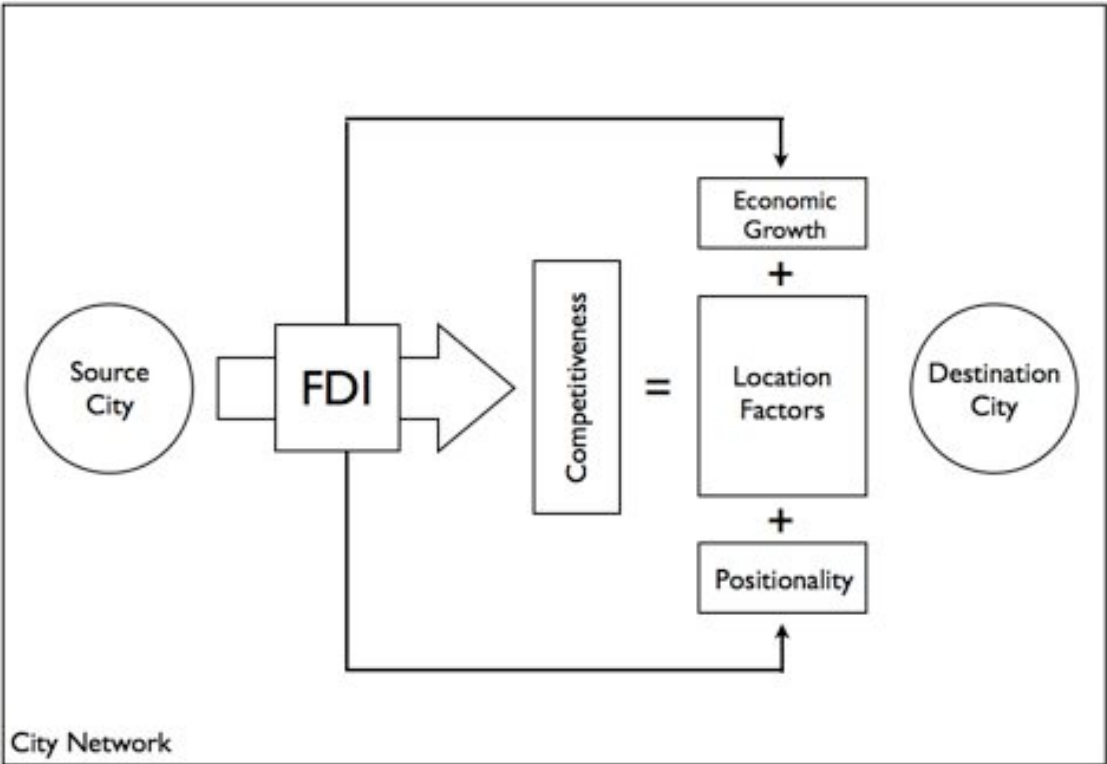 Economic
Growth
+
Source
City
FDI
Competitiveness
=
Location
Factors
Destination
City
+
Positionality
City Network